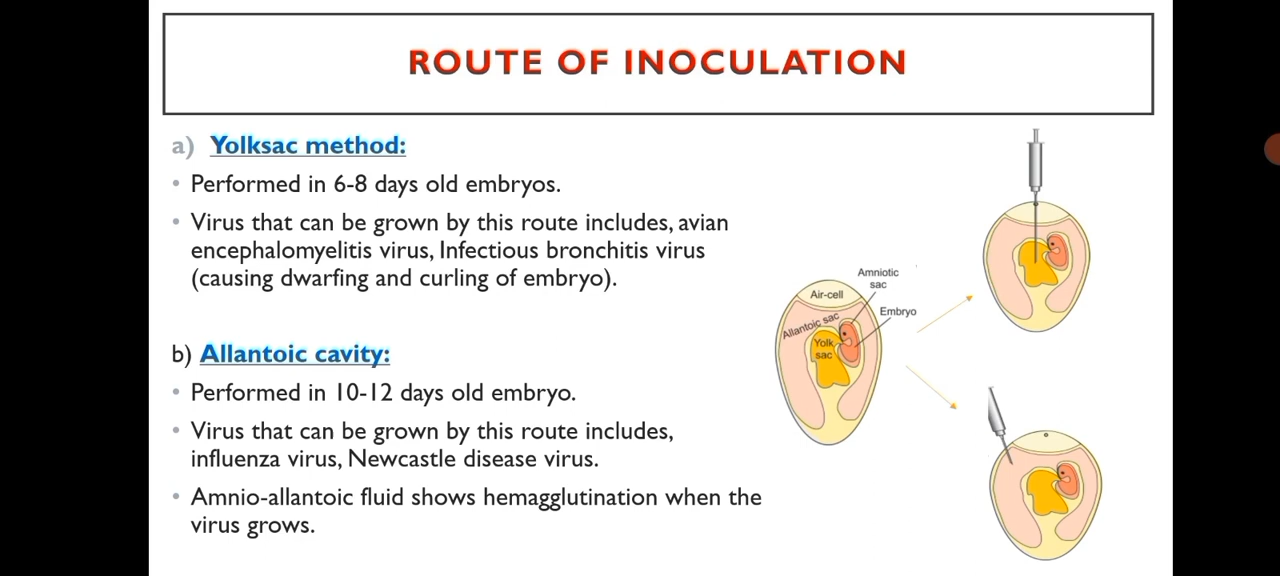 ROUTE OF INOCULATION
a) Yolksac method:
• Performed in 6-8 days old embryos.
• Virus that can be grown by this route includes, avian
encephalomyelitis virus, Infectious bronchitis virus
(causing dwarfing and curling of embryo).
b) Allantoic cavity:
• Performed in 10-12 days old embryo.
• Virus that can be grown by this route includes,
influenza virus, Newcastle disease virus.
• Amnio-allantoic fluid shows hemagglutination when the
virus grows.
Amniotic
sac
Air-cell
Embryo
Allantoic sac
Yolk
sac